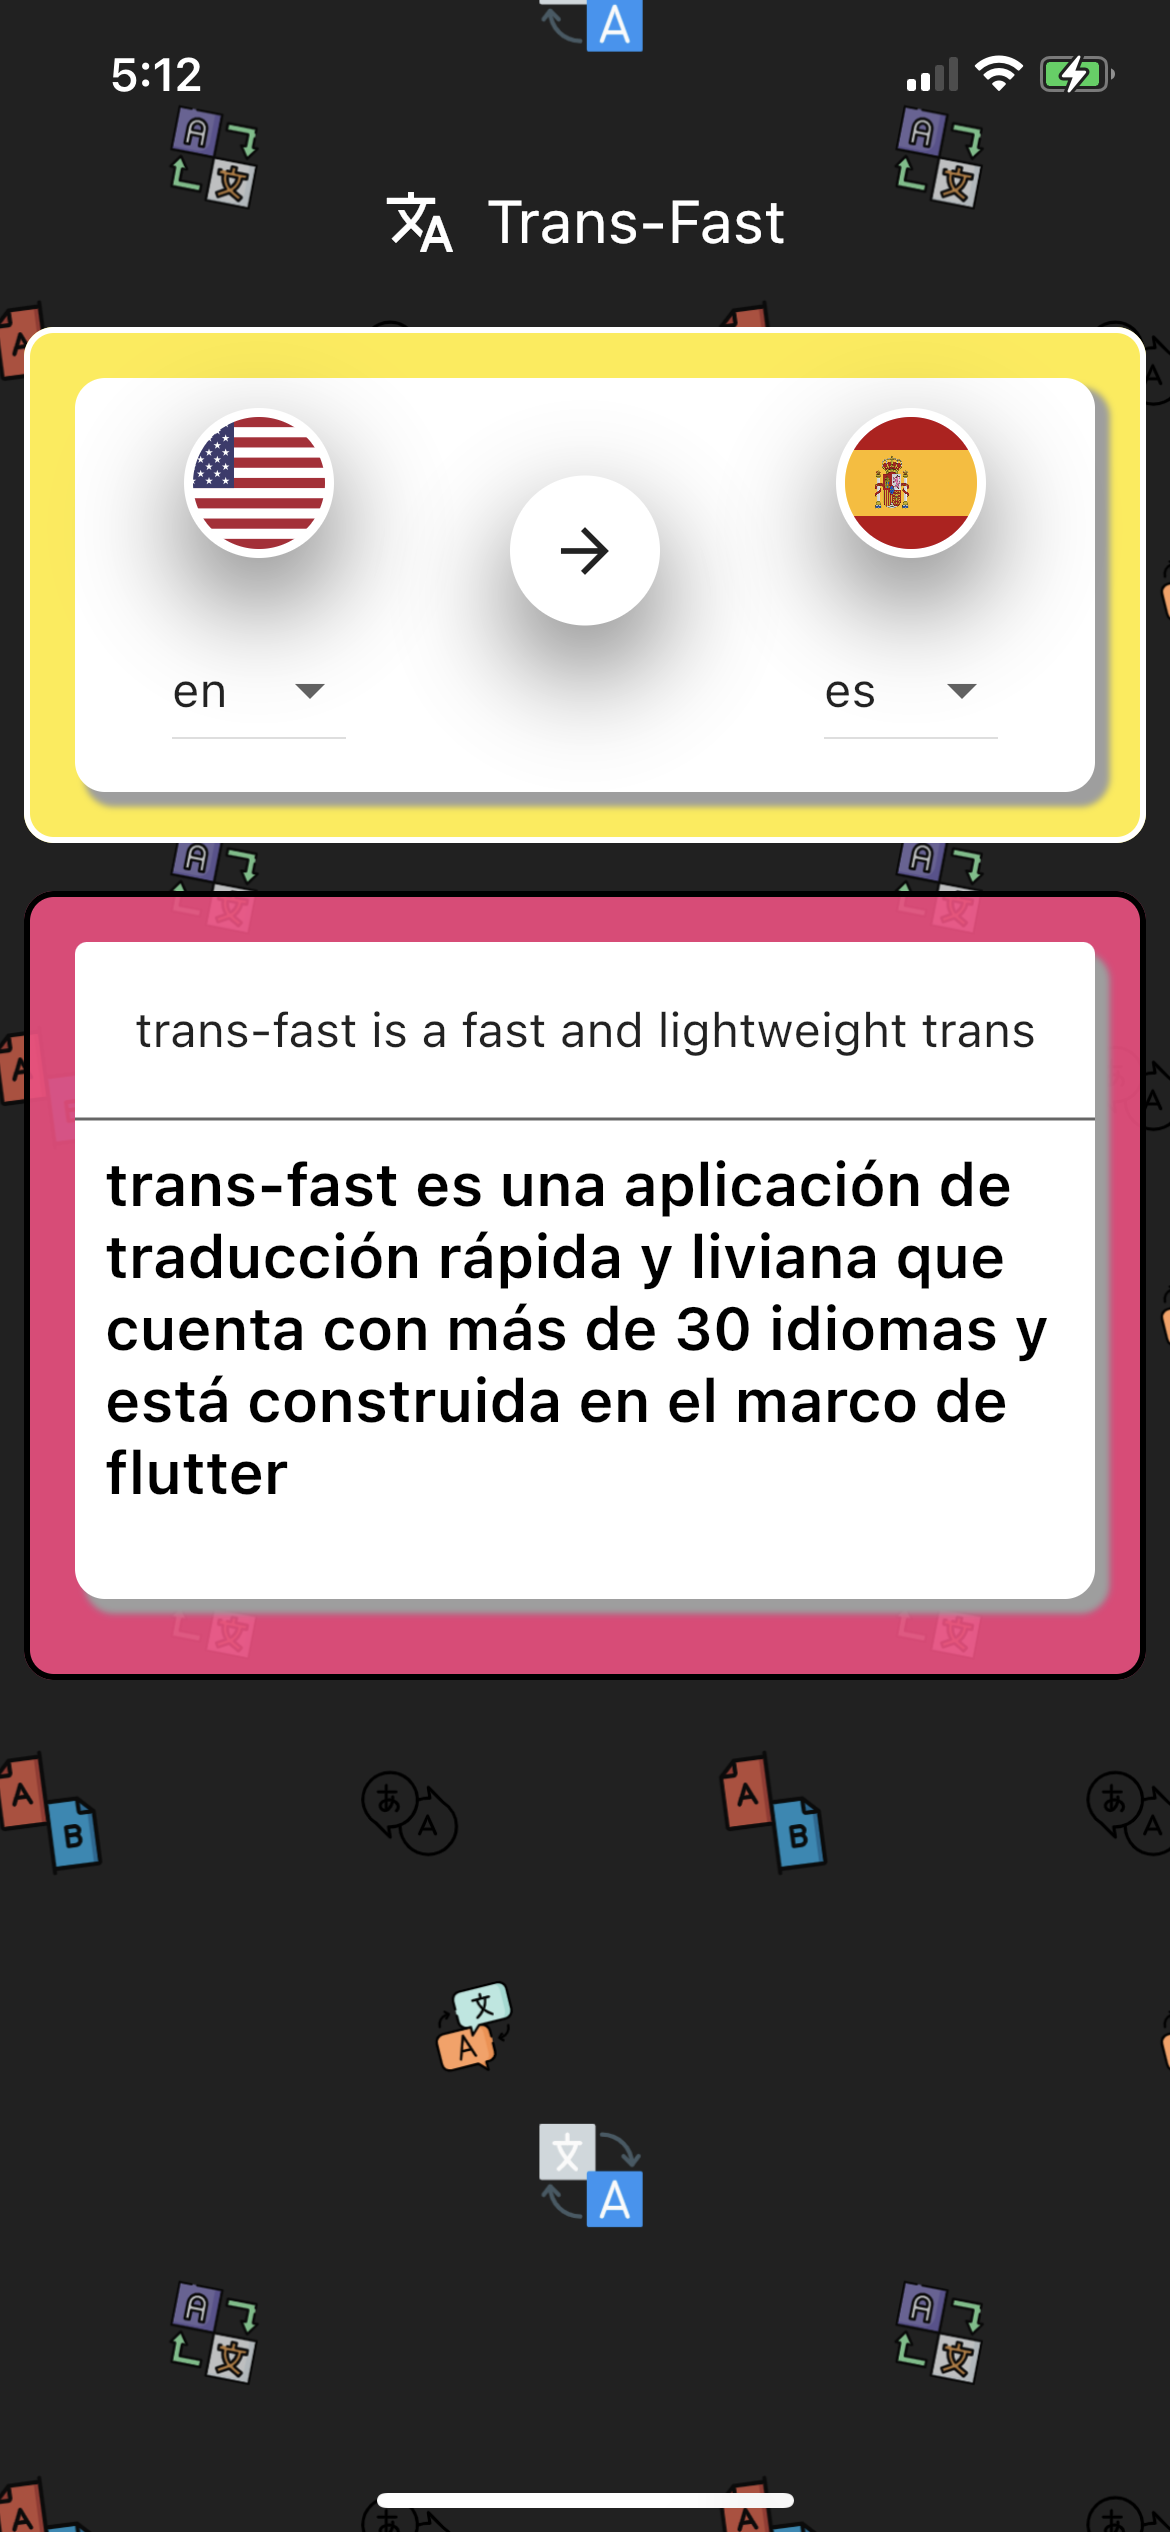 5:12
Trans-Fast
en
es
trans-fast is a fast and lightweight trans
trans-fast es una aplicación de
traducción rápida y liviana que
cuenta con más de 30 idiomas y
está construida en el marco de
flutter